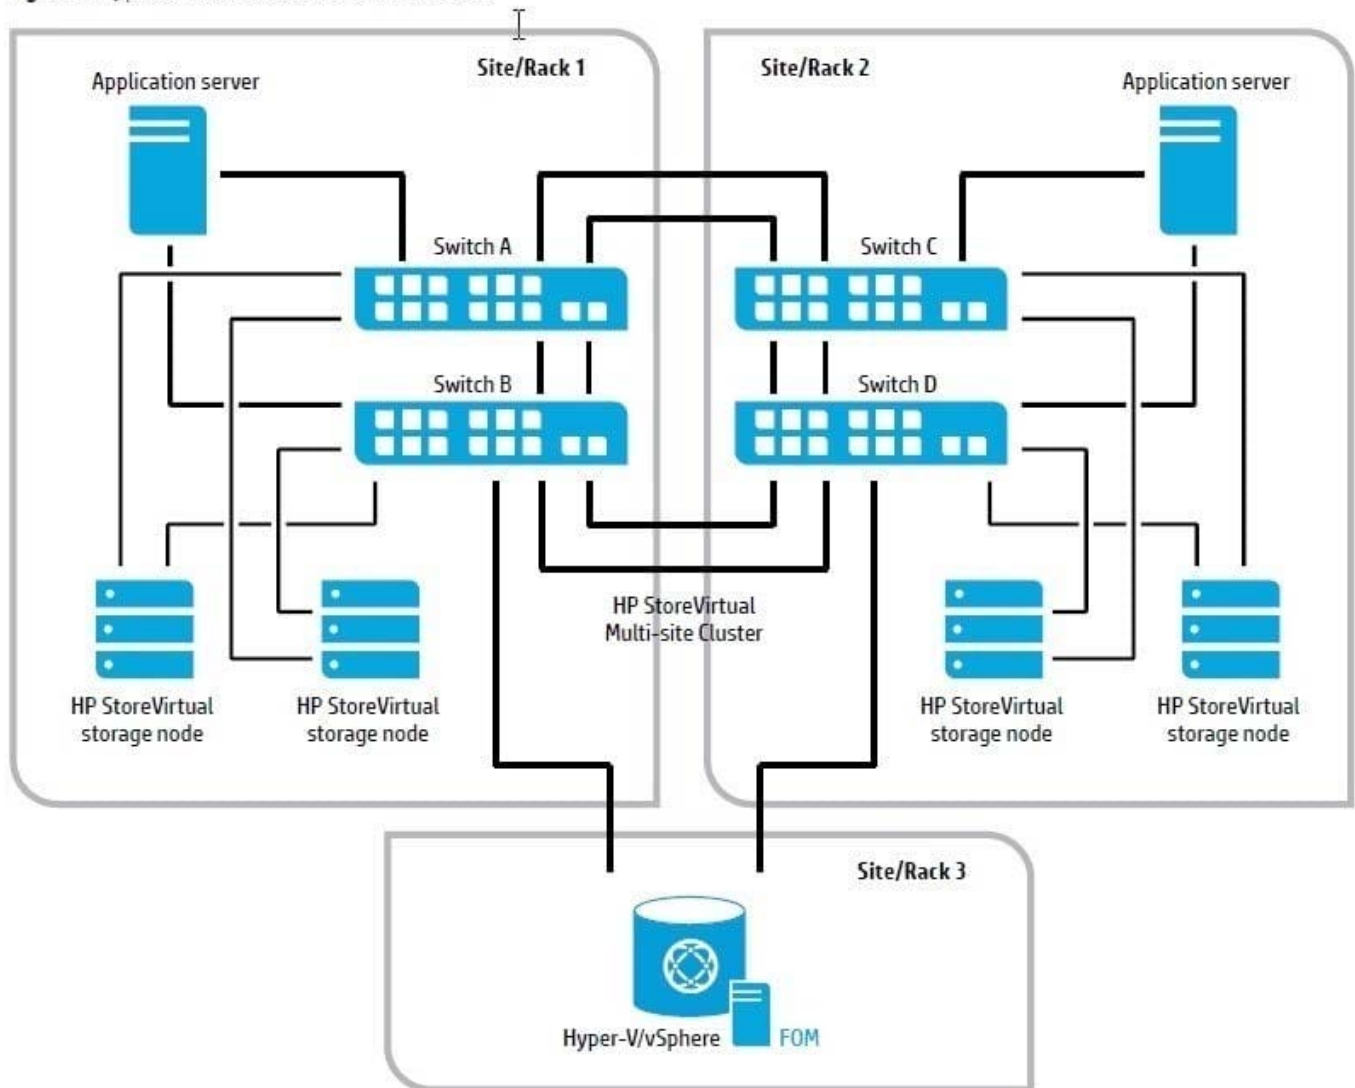 Site/Rack 1
Site/Rack 2
Application server
Application server
Switch A
Switch C
Switch B
Switch D
HP StoreVirtual
Multi-site Cluster
HP StoreVirtual
storage node
HP StoreVirtual
storage node
HP StoreVirtual
storage node
HP StoreVirtual
storage node
Site/Rack 3
Hyper-V/vSphere
FOM